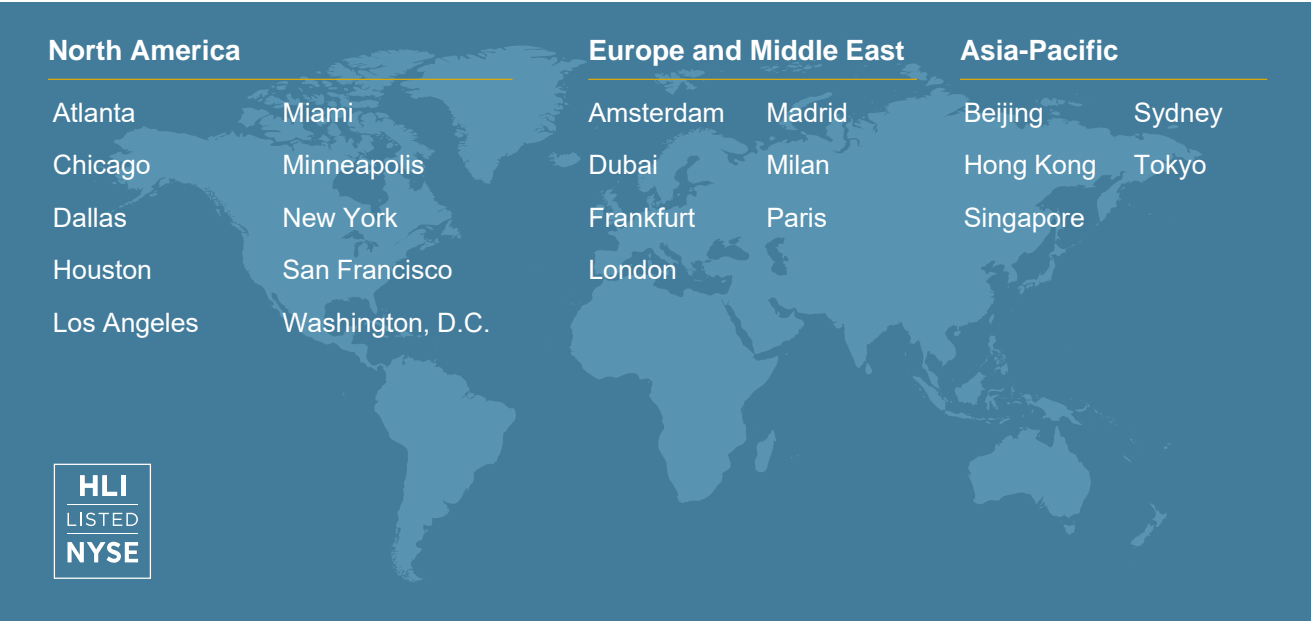 North America
Atlanta
Chicago
Dallas
Houston
Los Angeles
Miami
Minneapolis
New York
San Francisco
Washington, D.C.
Europe and Middle East
Amsterdam
Dubai
Frankfurt
London
Madrid
Milan
Paris
Asia-Pacific
Beijing
Hong Kong
Singapore
Sydney
Tokyo
HLI
LISTED
NYSE